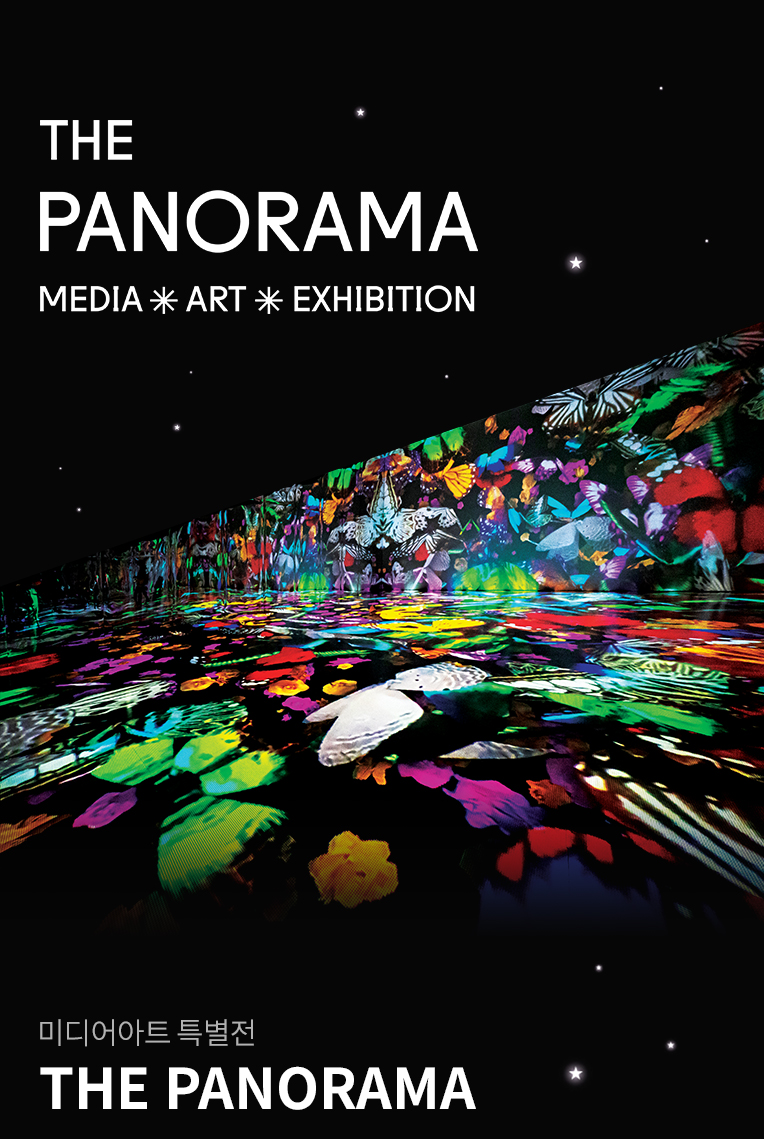 THE
PANORAMA
MEDIA✳ART✳EXHIBITION
미디어아트 특별전
THE PANORAMA